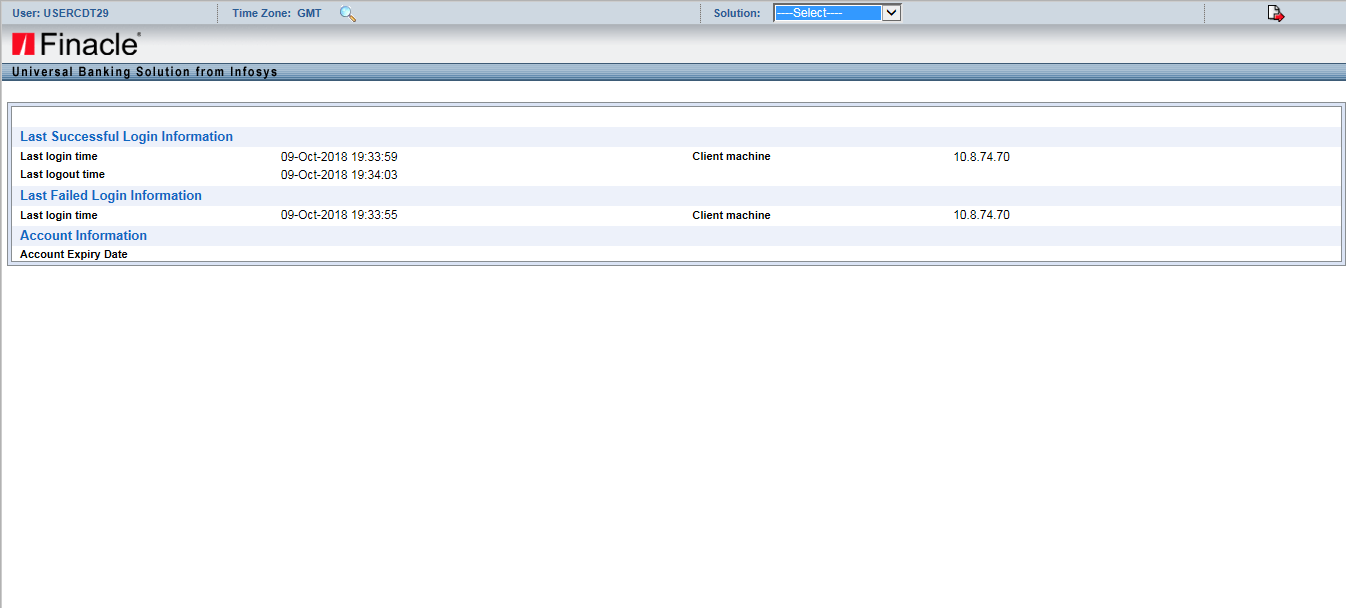 User: USERCDT29 Time Zone: GMT Solution: ----Select----
Finacle
Universal Banking Solution from Infosys
Last Successful Login Information
Last login time 09-Oct-2018 19:33:59 Client machine 10.8.74.70
Last logout time 09-Oct-2018 19:34:03
Last Failed Login Information
Last login time 09-Oct-2018 19:33:55 Client machine 10.8.74.70
Account Information
Account Expiry Date